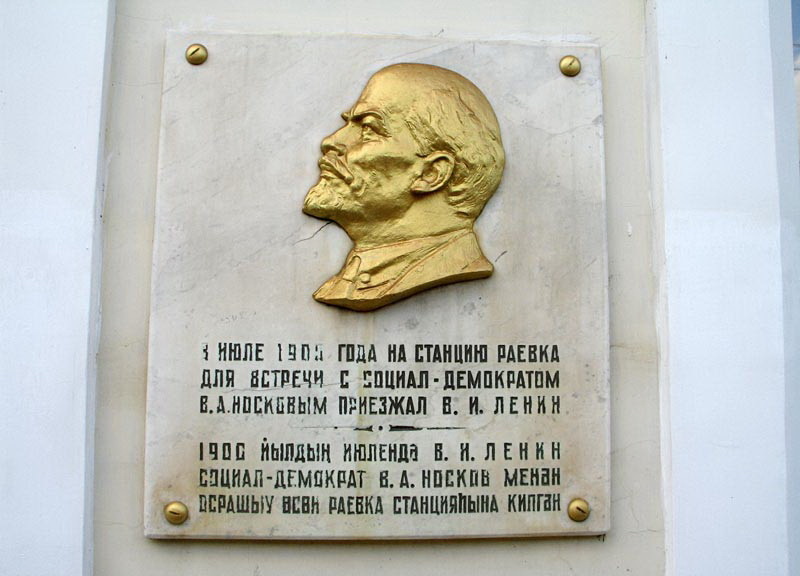 В ИЮЛЕ 1900 ГОДА НА СТАНЦИЮ РАЕВКА
ДЛЯ ВСТРЕЧИ С СОЦИАЛ-ДЕМОКРАТОМ
В.А.НОСКОВЫМ ПРИЕЗЖАЛ В. И. ЛЕНИН
1900 ЙЫЛДЫҢ ИЮЛЕНДӘ В. И. ЛЕНИН
СОЦИАЛ-ДЕМОКРАТ В. А. НОСКОВ МЕНӘН
ОСРАШЫУ ӨСӨН РАЕВКА СТАНЦИЯҺЫНА КИЛГӘН